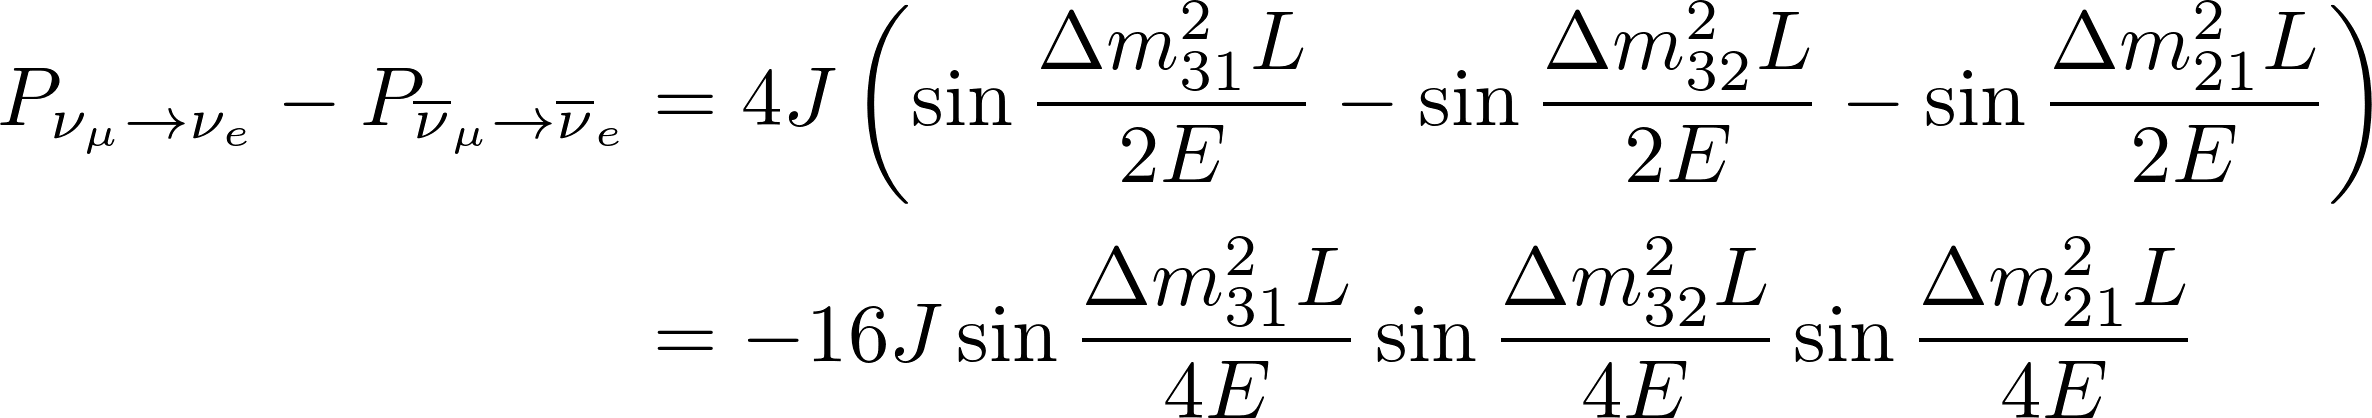 P_{\nu_\mu \to \nu_e} - P_{\overline{\nu}_\mu \to \overline{\nu}_e} = 4J \left( \sin \frac{\Delta m_{31}^2 L}{2E} - \sin \frac{\Delta m_{32}^2 L}{2E} - \sin \frac{\Delta m_{21}^2 L}{2E} \right)
= -16J \sin \frac{\Delta m_{31}^2 L}{4E} \sin \frac{\Delta m_{32}^2 L}{4E} \sin \frac{\Delta m_{21}^2 L}{4E}